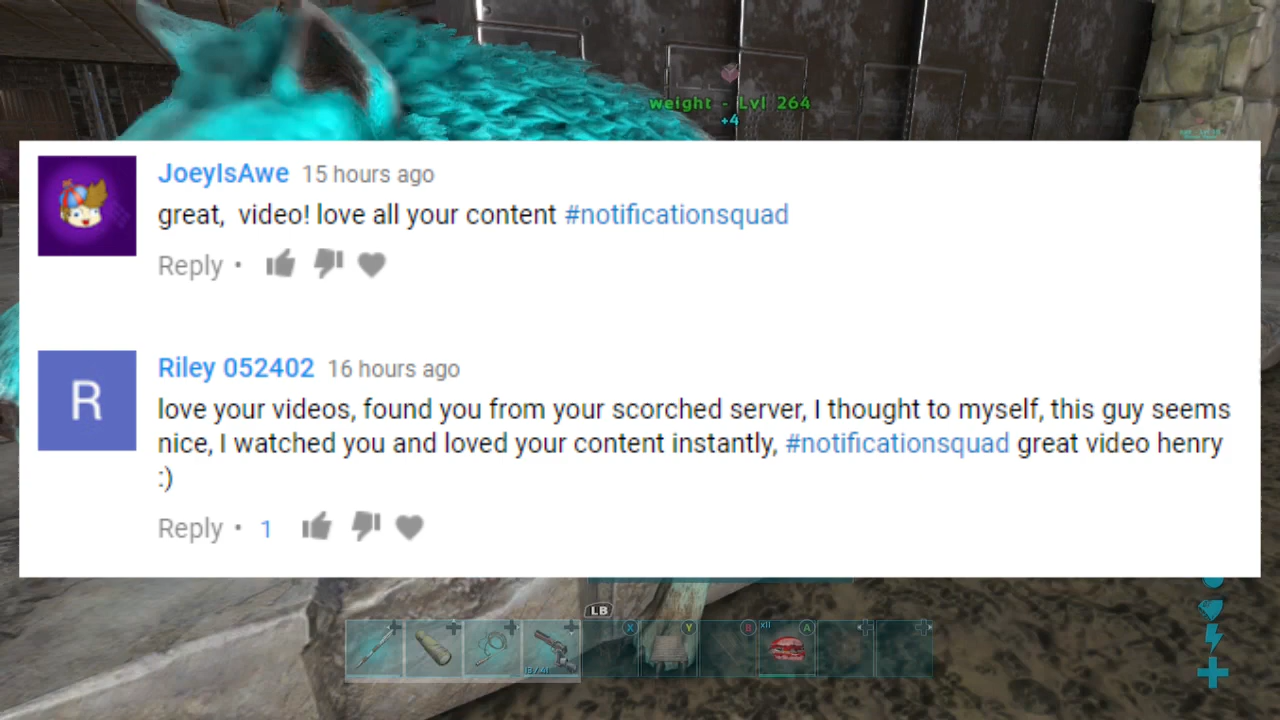 weight - Lvl 264
+4
JoeyIsAwe 15 hours ago
great,  video! love all your content #notificationsquad
Reply •
R
Riley 052402 16 hours ago
love your videos, found you from your scorched server, I thought to myself, this guy seems
nice, I watched you and loved your content instantly, #notificationsquad great video henry
:)
Reply • 1
LB
X Y B x11 A